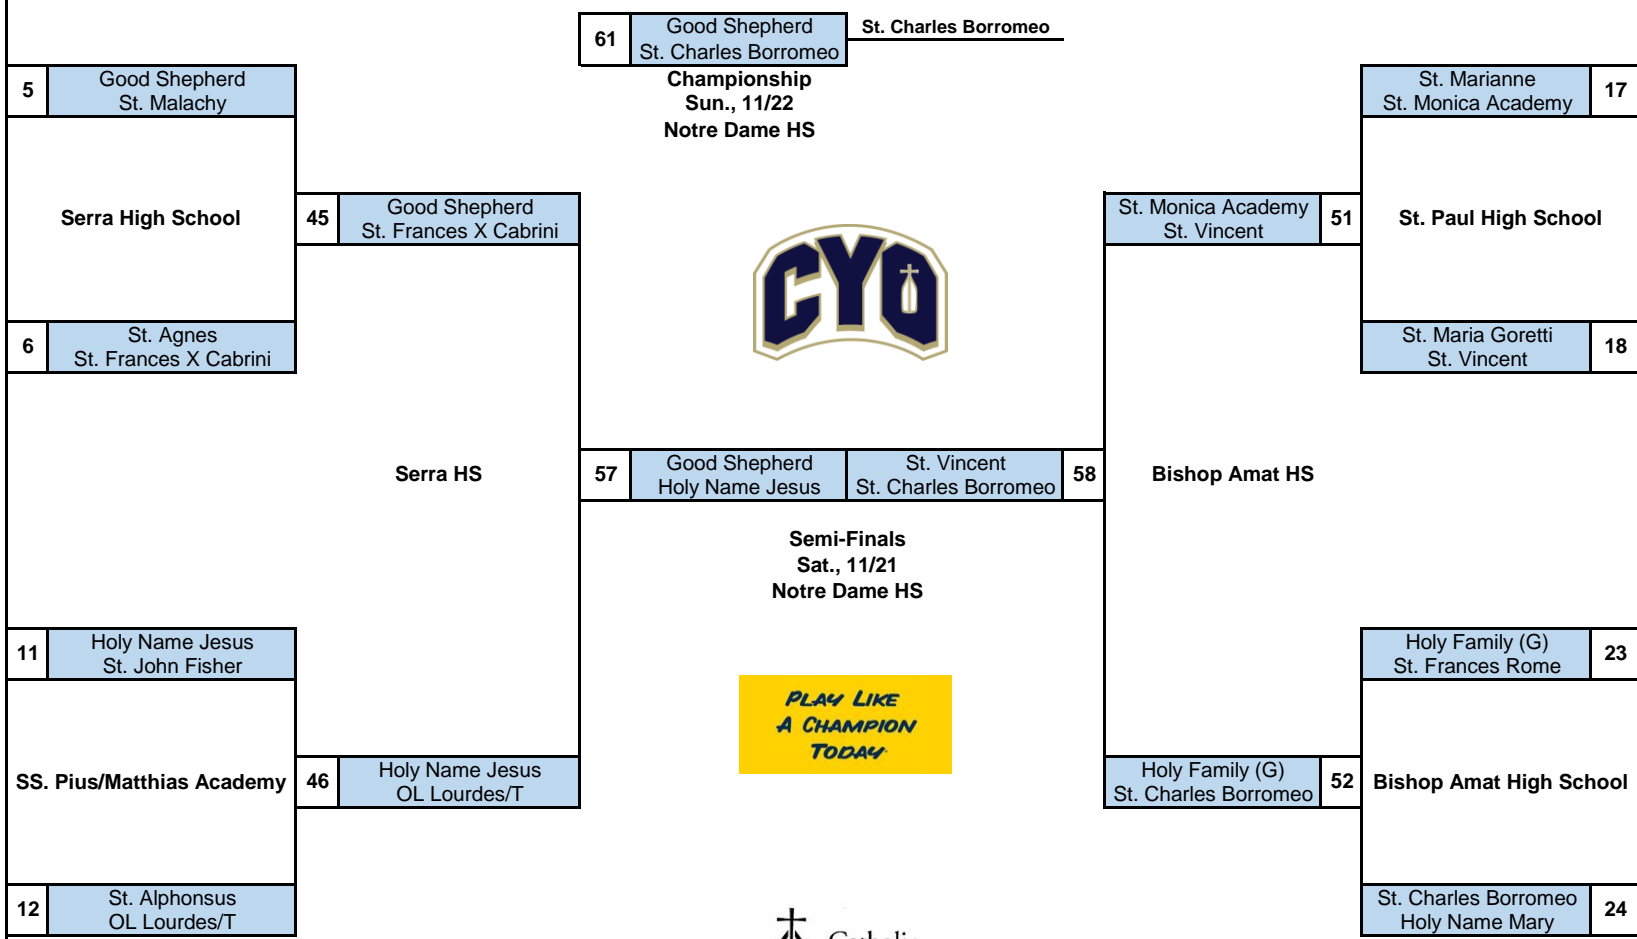 61
Good Shepherd
St. Charles Borromeo
St. Charles Borromeo
Championship
Sun., 11/22
Notre Dame HS
5
Good Shepherd
St. Malachy
St. Marianne
St. Monica Academy
17
Serra High School
45
Good Shepherd
St. Frances X Cabrini
CYO
St. Monica Academy
St. Vincent
51
St. Paul High School
6
St. Agnes
St. Frances X Cabrini
St. Maria Goretti
St. Vincent
18
Serra HS
57
Good Shepherd
Holy Name Jesus
St. Vincent
St. Charles Borromeo
58
Bishop Amat HS
Semi-Finals
Sat., 11/21
Notre Dame HS
11
Holy Name Jesus
St. John Fisher
Holy Family (G)
St. Frances Rome
23
PLAY LIKE
A CHAMPION
TODAY
SS. Pius/Matthias Academy
46
Holy Name Jesus
OL Lourdes/T
Holy Family (G)
St. Charles Borromeo
52
Bishop Amat High School
12
St. Alphonsus
OL Lourdes/T
St. Charles Borromeo
Holy Name Mary
24
Catholic